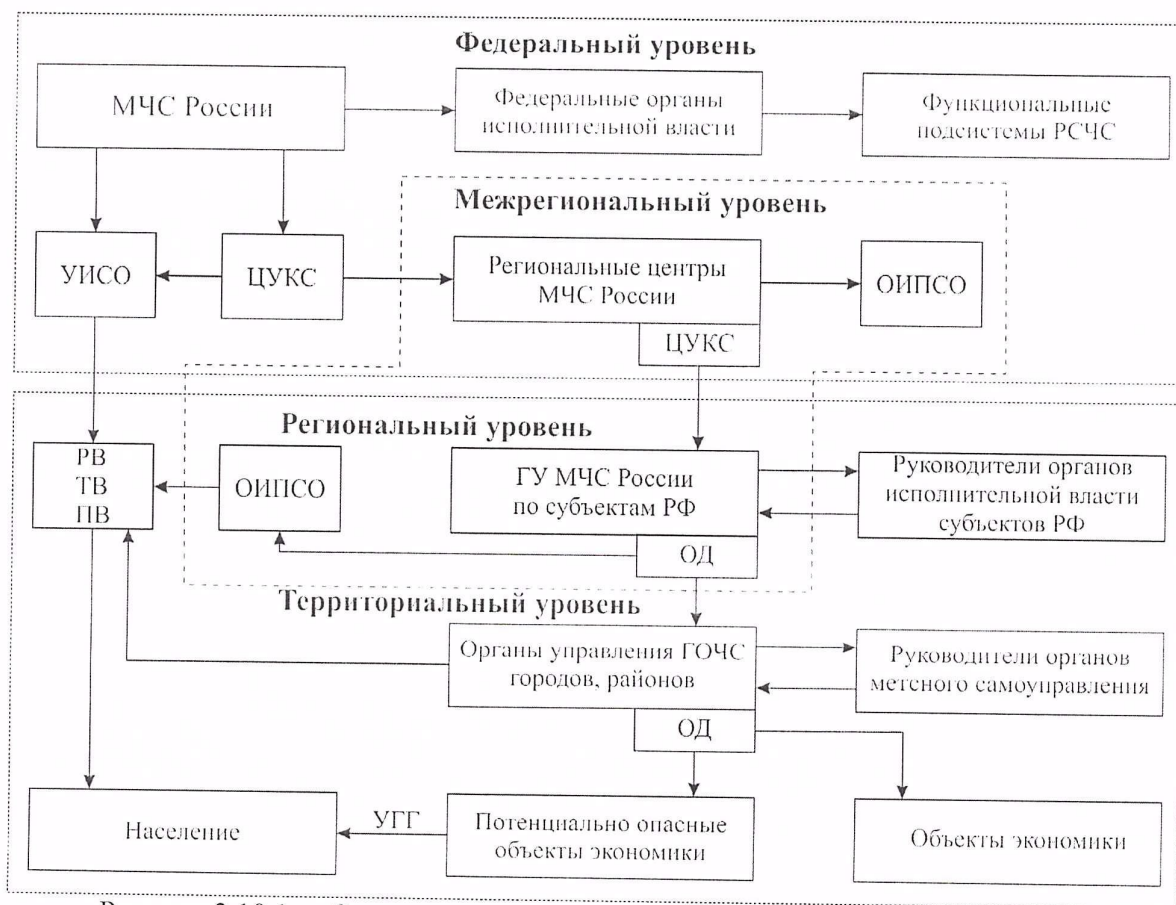 Федеральный уровень
МЧС России
Федеральные органы
исполнительной власти
Функциональные
подсистемы РСЧС
Межрегиональный уровень
УИСО
ЦУКС
Региональные центры
МЧС России
ОИПСО
ЦУКС
Региональный уровень
РВ
ТВ
ПВ
ОИПСО
ГУ МЧС России
по субъектам РФ
Руководители органов
исполнительной власти
субъектов РФ
ОД
Территориальный уровень
Органы управления ГОЧС
городов, районов
Руководители органов
метсного самоуправления
ОД
Население
УГГ
Потенциально опасные
объекты экономики
Объекты экономики